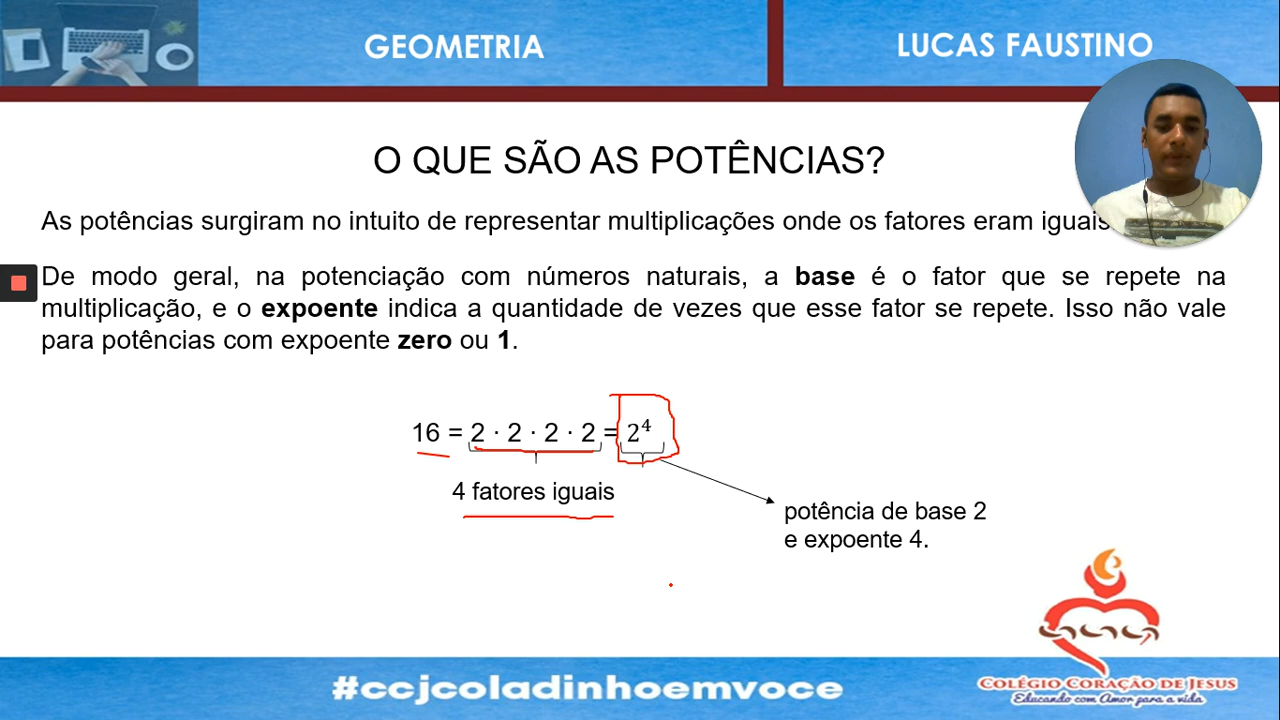 GEOMETRIA
LUCAS FAUSTINO
O QUE SÃO AS POTÊNCIAS?
As potências surgiram no intuito de representar multiplicações onde os fatores eram iguais
De modo geral, na potenciação com números naturais, a base é o fator que se repete na
multiplicação, e o expoente indica a quantidade de vezes que esse fator se repete. Isso não vale
para potências com expoente zero ou 1.
16 = 2 · 2 · 2 · 2 = 2⁴
4 fatores iguais
potência de base 2
e expoente 4.
COLÉGIO CORAÇÃO DE JESUS
Educando com Amor para a vida
#ccjcoladinhoemvoce